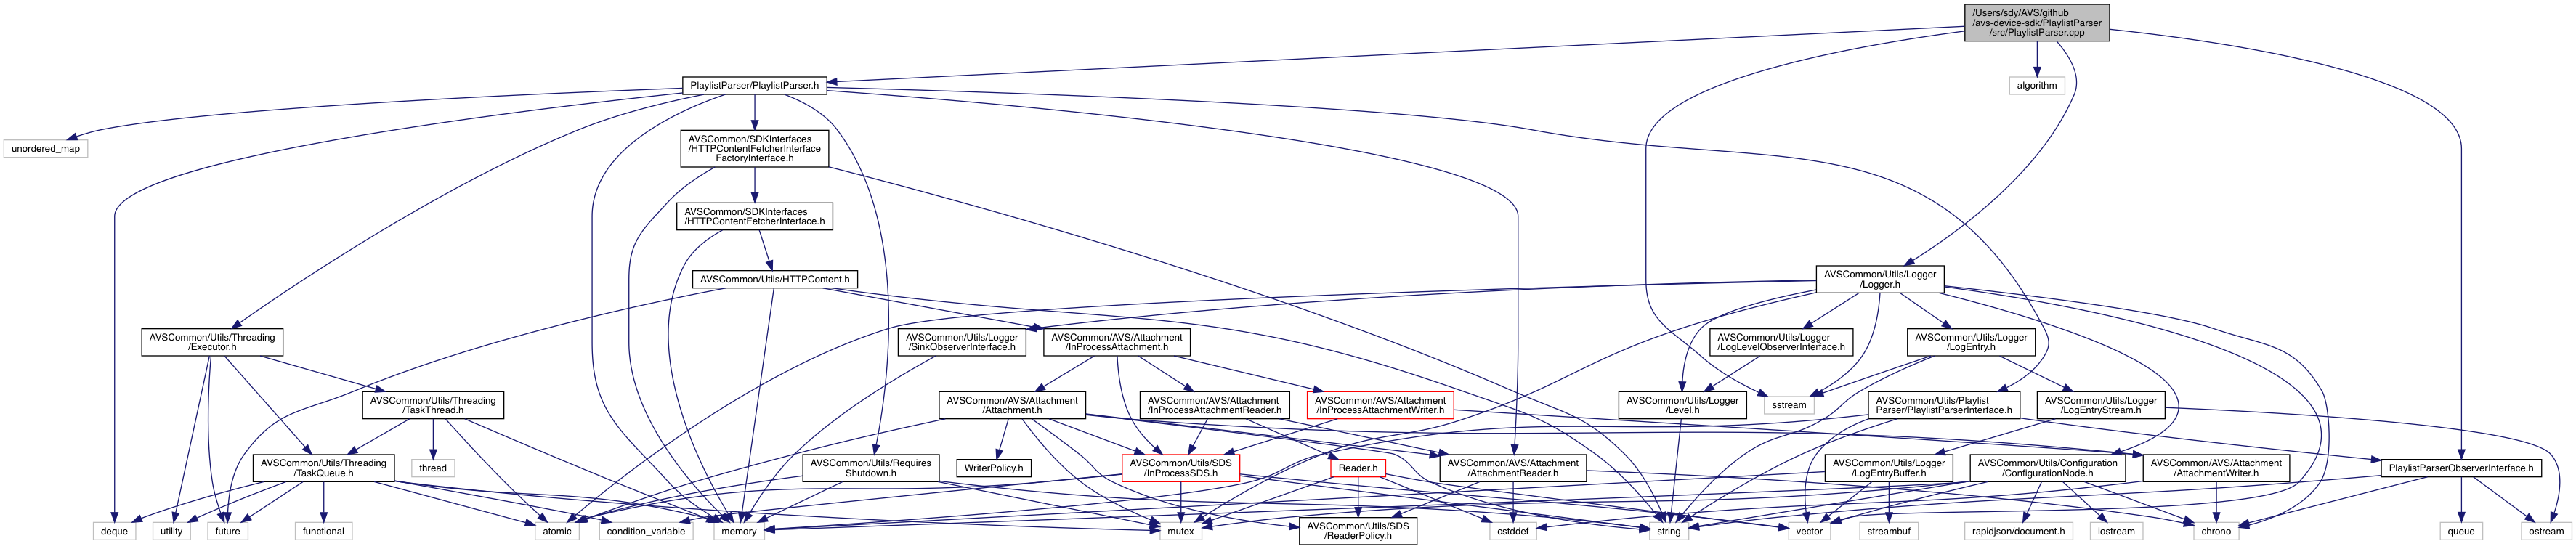 /Users/sdy/AVS/github
/avs-device-sdk/PlaylistParser
/src/PlaylistParser.cpp
PlaylistParser/PlaylistParser.h
algorithm
unordered_map
AVSCommon/SDKInterfaces
/HTTPContentFetcherInterface
FactoryInterface.h
AVSCommon/SDKInterfaces
/HTTPContentFetcherInterface.h
AVSCommon/Utils/HTTPContent.h
AVSCommon/Utils/Logger
/Logger.h
AVSCommon/Utils/Threading
/Executor.h
AVSCommon/Utils/Logger
/SinkObserverInterface.h
AVSCommon/AVS/Attachment
/InProcessAttachment.h
AVSCommon/Utils/Logger
/LogLevelObserverInterface.h
AVSCommon/Utils/Logger
/LogEntry.h
AVSCommon/Utils/Threading
/TaskThread.h
AVSCommon/AVS/Attachment
/Attachment.h
AVSCommon/AVS/Attachment
/InProcessAttachmentReader.h
AVSCommon/AVS/Attachment
/InProcessAttachmentWriter.h
AVSCommon/Utils/Logger
/Level.h
sstream
AVSCommon/Utils/Playlist
Parser/PlaylistParserInterface.h
AVSCommon/Utils/Logger
/LogEntryStream.h
AVSCommon/Utils/Threading
/TaskQueue.h
thread
AVSCommon/Utils/Requires
Shutdown.h
WriterPolicy.h
AVSCommon/Utils/SDS
/InProcessSDS.h
Reader.h
AVSCommon/AVS/Attachment
/AttachmentReader.h
AVSCommon/Utils/Logger
/LogEntryBuffer.h
AVSCommon/Utils/Configuration
/ConfigurationNode.h
AVSCommon/AVS/Attachment
/AttachmentWriter.h
PlaylistParserObserverInterface.h
deque
utility
future
functional
atomic
condition_variable
memory
mutex
AVSCommon/Utils/SDS
/ReaderPolicy.h
cstddef
string
vector
streambuf
rapidjson/document.h
iostream
chrono
queue
ostream